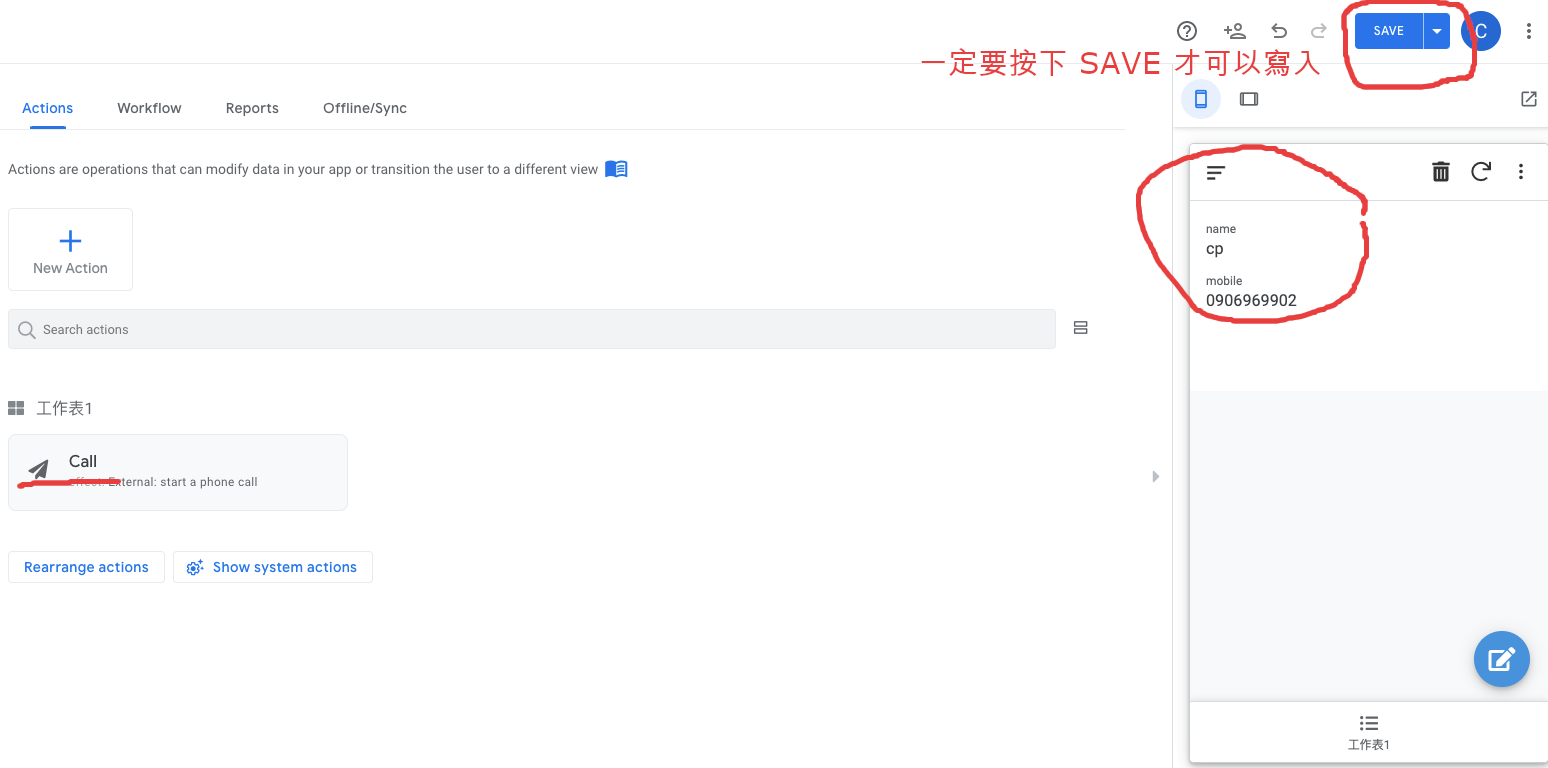 SAVE
C
一定要按下 SAVE 才可以寫入
Actions Workflow Reports Offline/Sync
Actions are operations that can modify data in your app or transition the user to a different view
New Action
Search actions
工作表1
Call
Effect: External: start a phone call
Rearrange actions
Show system actions
name
cp
mobile
0906969902
工作表1